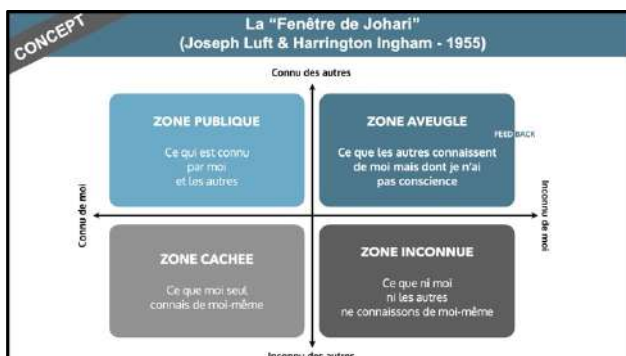 CONCEPT
La “Fenêtre de Johari”
(Joseph Luft & Harrington Ingham - 1955)
Connu des autres
ZONE PUBLIQUE
Ce qui est connu
par moi
et les autres
ZONE AVEUGLE
FEED BACK
Ce que les autres connaissent
de moi mais dont je n'ai
pas conscience
Connu de moi
Inconnu de moi
ZONE CACHEE
Ce que moi seul
connais de moi-même
ZONE INCONNUE
Ce que ni moi
ni les autres
ne connaissons de moi-même
Inconnu des autres